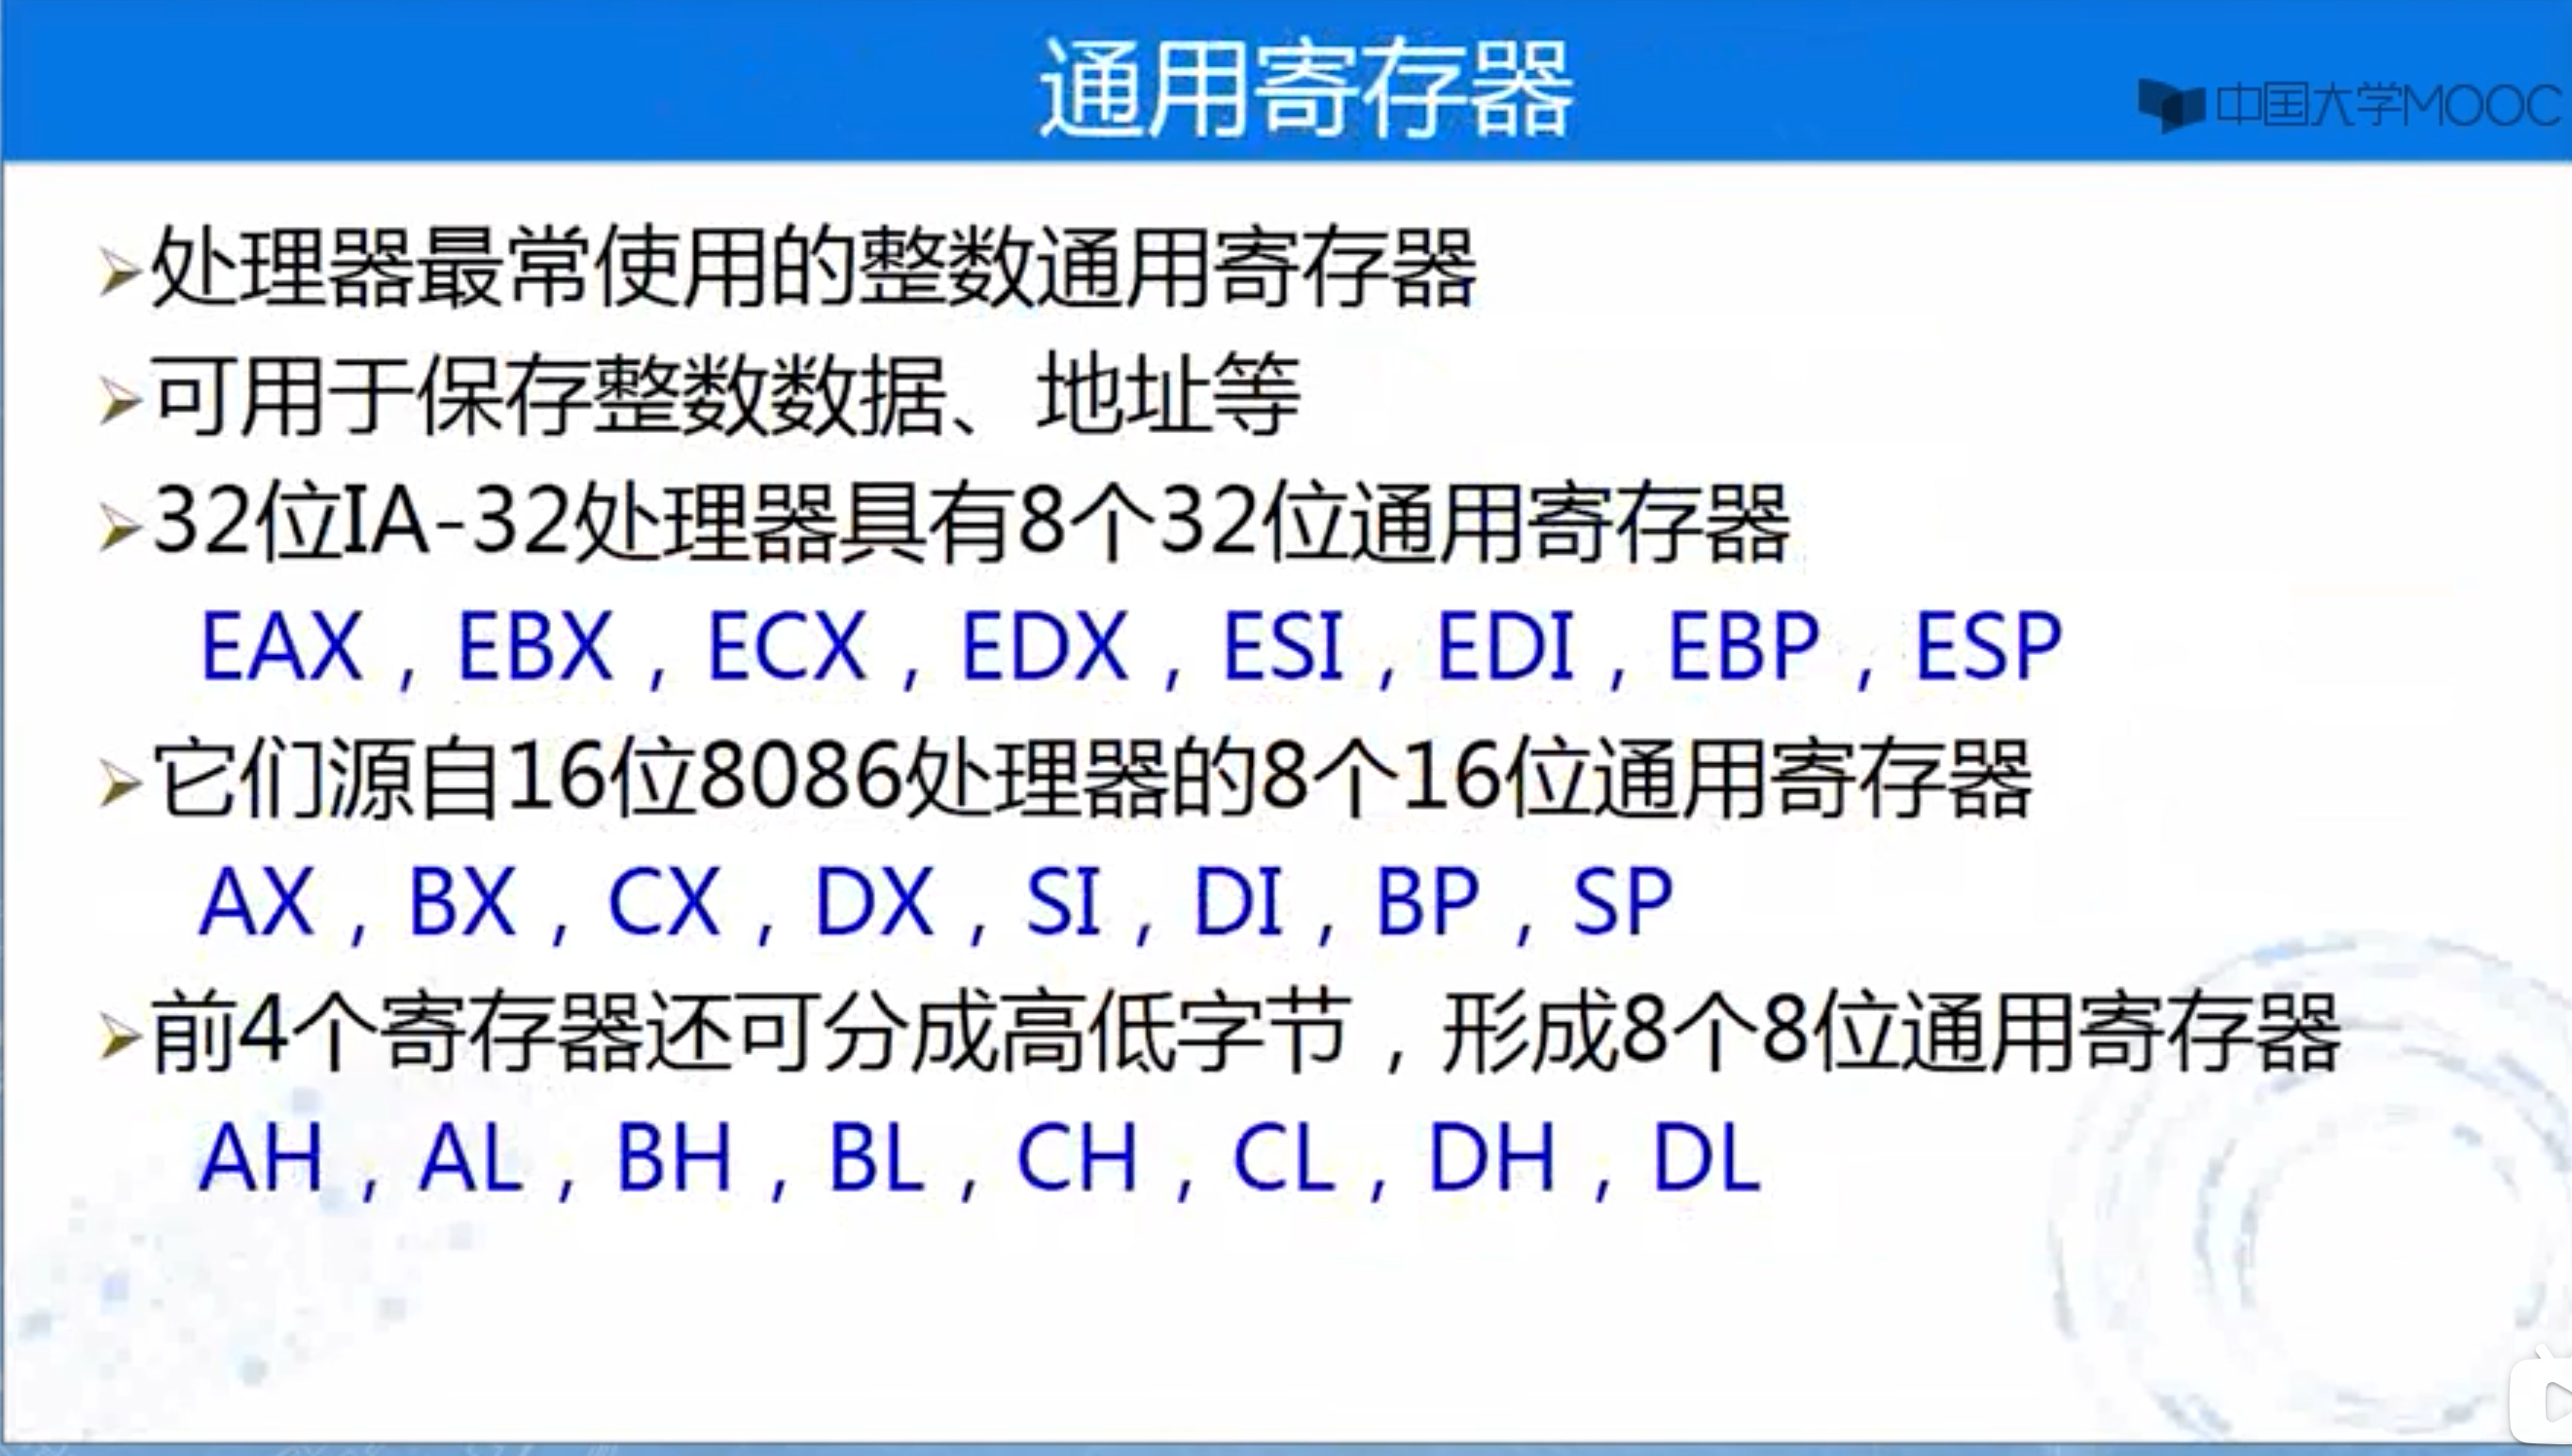 通用寄存器
中国大学MOOC
处理器最常使用的整数通用寄存器
可用于保存整数数据、地址等
32位IA-32处理器具有8个32位通用寄存器
EAX，EBX，ECX，EDX，ESI，EDI，EBP，ESP
它们源自16位8086处理器的8个16位通用寄存器
AX，BX，CX，DX，SI，DI，BP，SP
前4个寄存器还可分成高低字节，形成8个8位通用寄存器
AH，AL，BH，BL，CH，CL，DH，DL